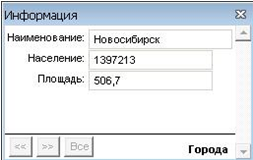 Информация
Наименование: Новосибирск
Население: 1397213
Площадь: 506,7
<< >> Все Города